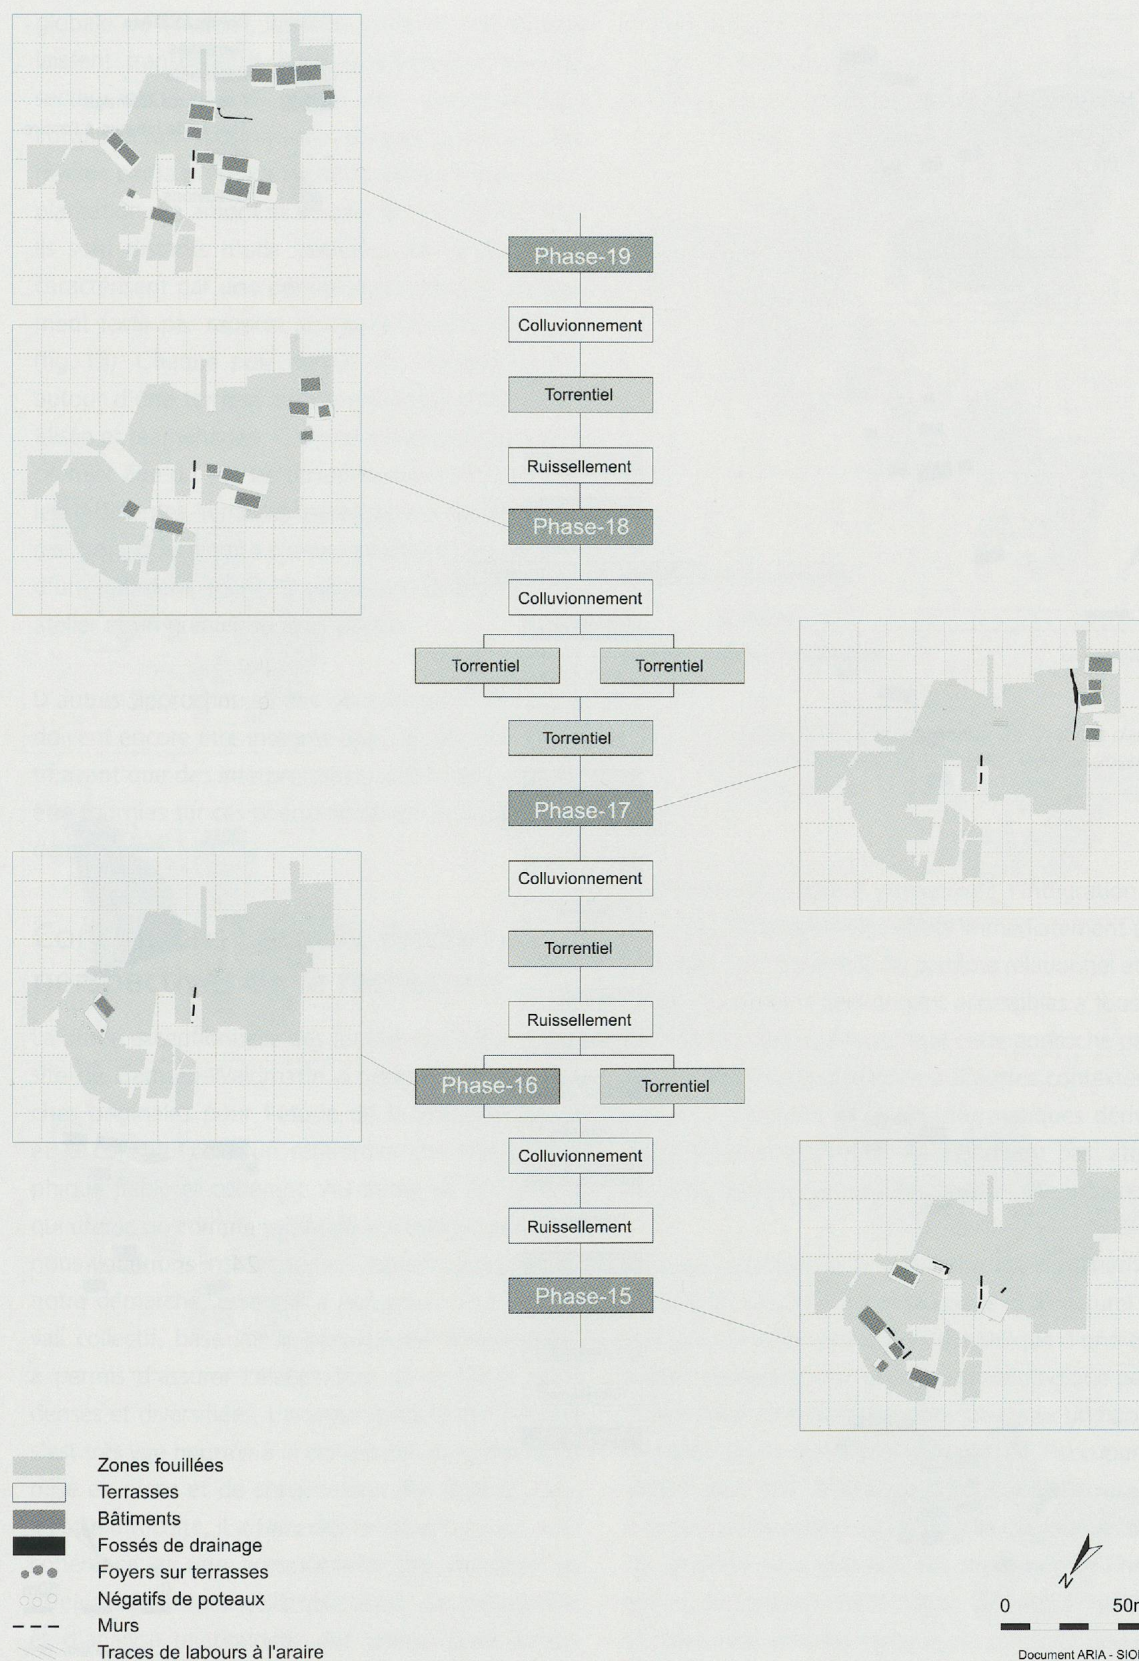 Phase-19
Colluvionnement
Torrentiel
Ruissellement
Phase-18
Colluvionnement
Torrentiel
Torrentiel
Torrentiel
Phase-17
Colluvionnement
Torrentiel
Ruissellement
Phase-16
Torrentiel
Colluvionnement
Ruissellement
Phase-15
Zones fouillées
Terrasses
Bâtiments
Fossés de drainage
Foyers sur terrasses
Négatifs de poteaux
Murs
Traces de labours à l'araire
N
0 50m
Document ARIA -